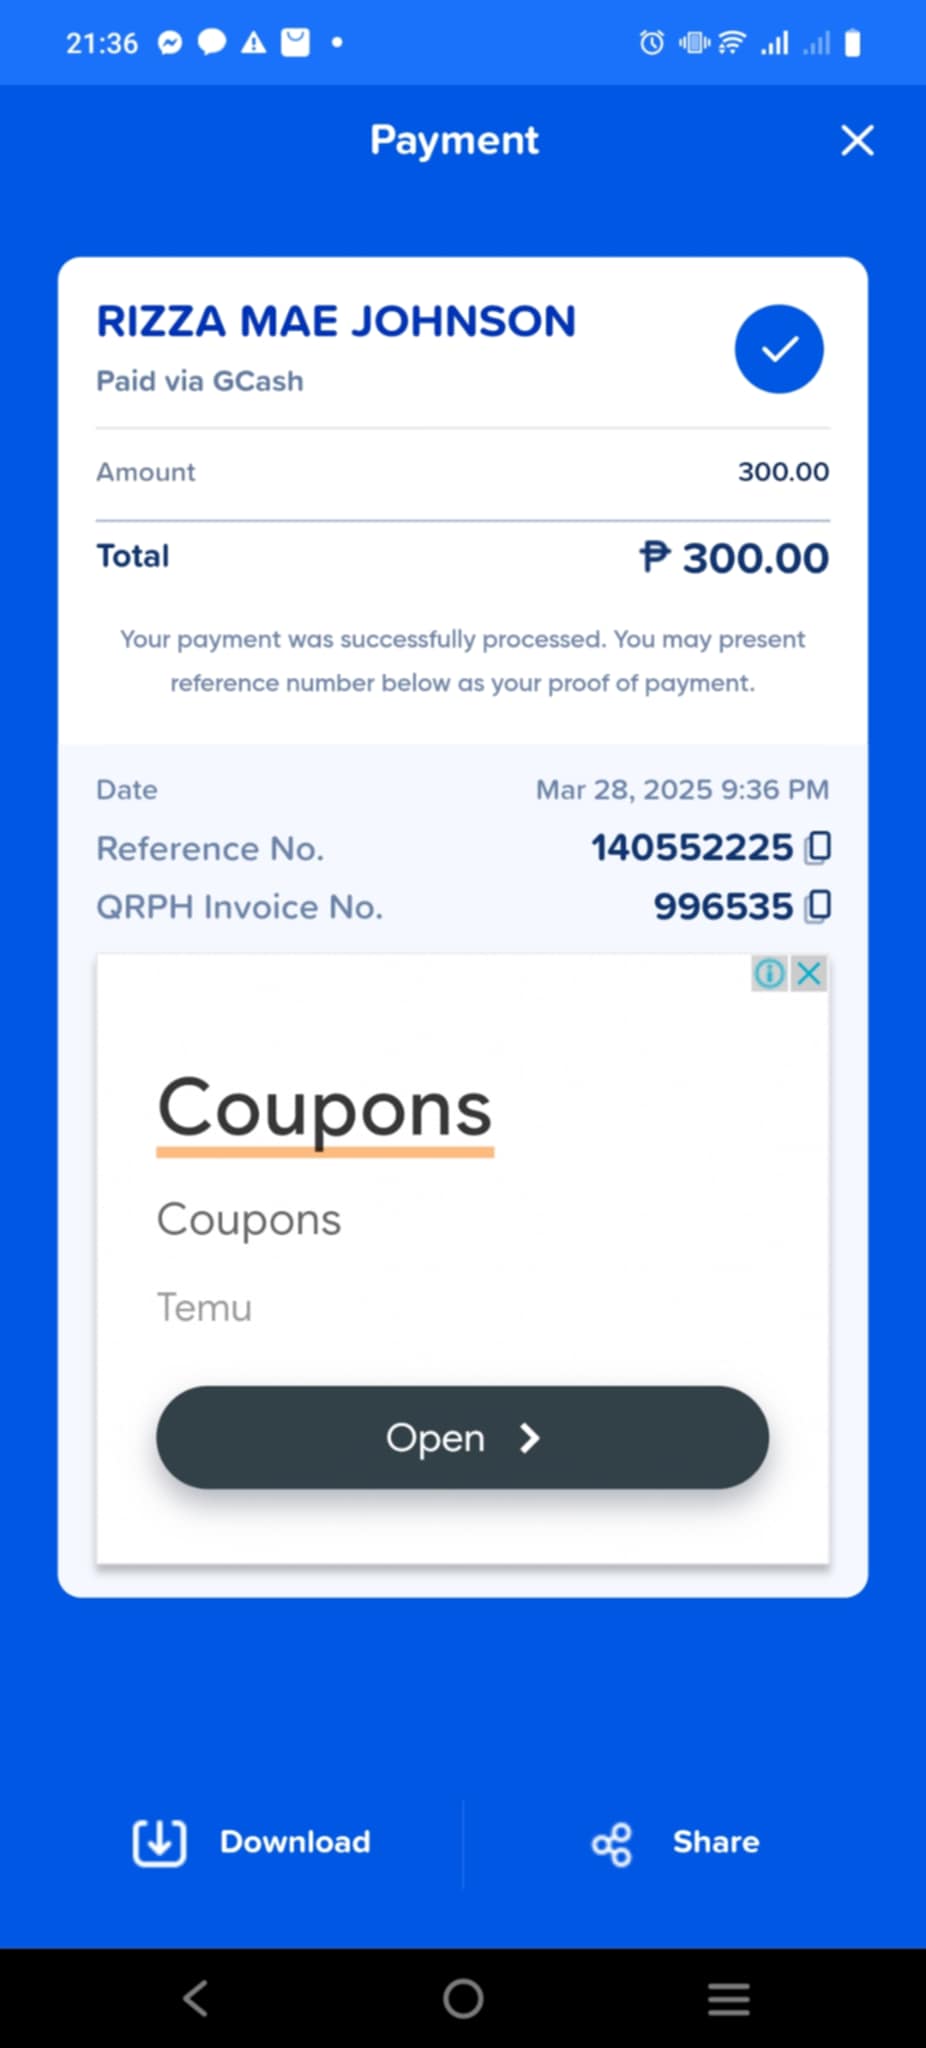 21:36
Payment
RIZZA MAE JOHNSON
Paid via GCash
Amount 300.00
Total ₱ 300.00
Your payment was successfully processed. You may present
reference number below as your proof of payment.
Date Mar 28, 2025 9:36 PM
Reference No. 140552225
QRPH Invoice No. 996535
Coupons
Coupons
Temu
Open
Download Share